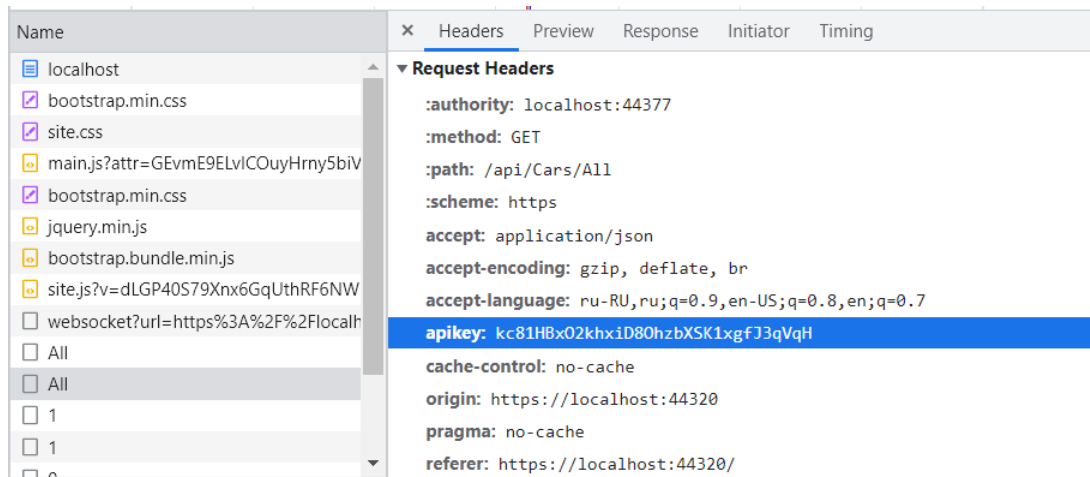 Name
localhost
bootstrap.min.css
site.css
main.js?attr=GEvmE9ELvlCOuyHrny5biV
bootstrap.min.css
jquery.min.js
bootstrap.bundle.min.js
site.js?v=dLGP40S79Xnx6GqUthRF6NW
websocket?url=https%3A%2F%2Flocalh
All
All
1
1
× Headers Preview Response Initiator Timing
▼ Request Headers
:authority: localhost:44377
:method: GET
:path: /api/Cars/All
:scheme: https
accept: application/json
accept-encoding: gzip, deflate, br
accept-language: ru-RU,ru;q=0.9,en-US;q=0.8,en;q=0.7
apikey: kc81HBxO2khxiD8OhzbXSK1xgfJ3qVqH
cache-control: no-cache
origin: https://localhost:44320
pragma: no-cache
referer: https://localhost:44320/